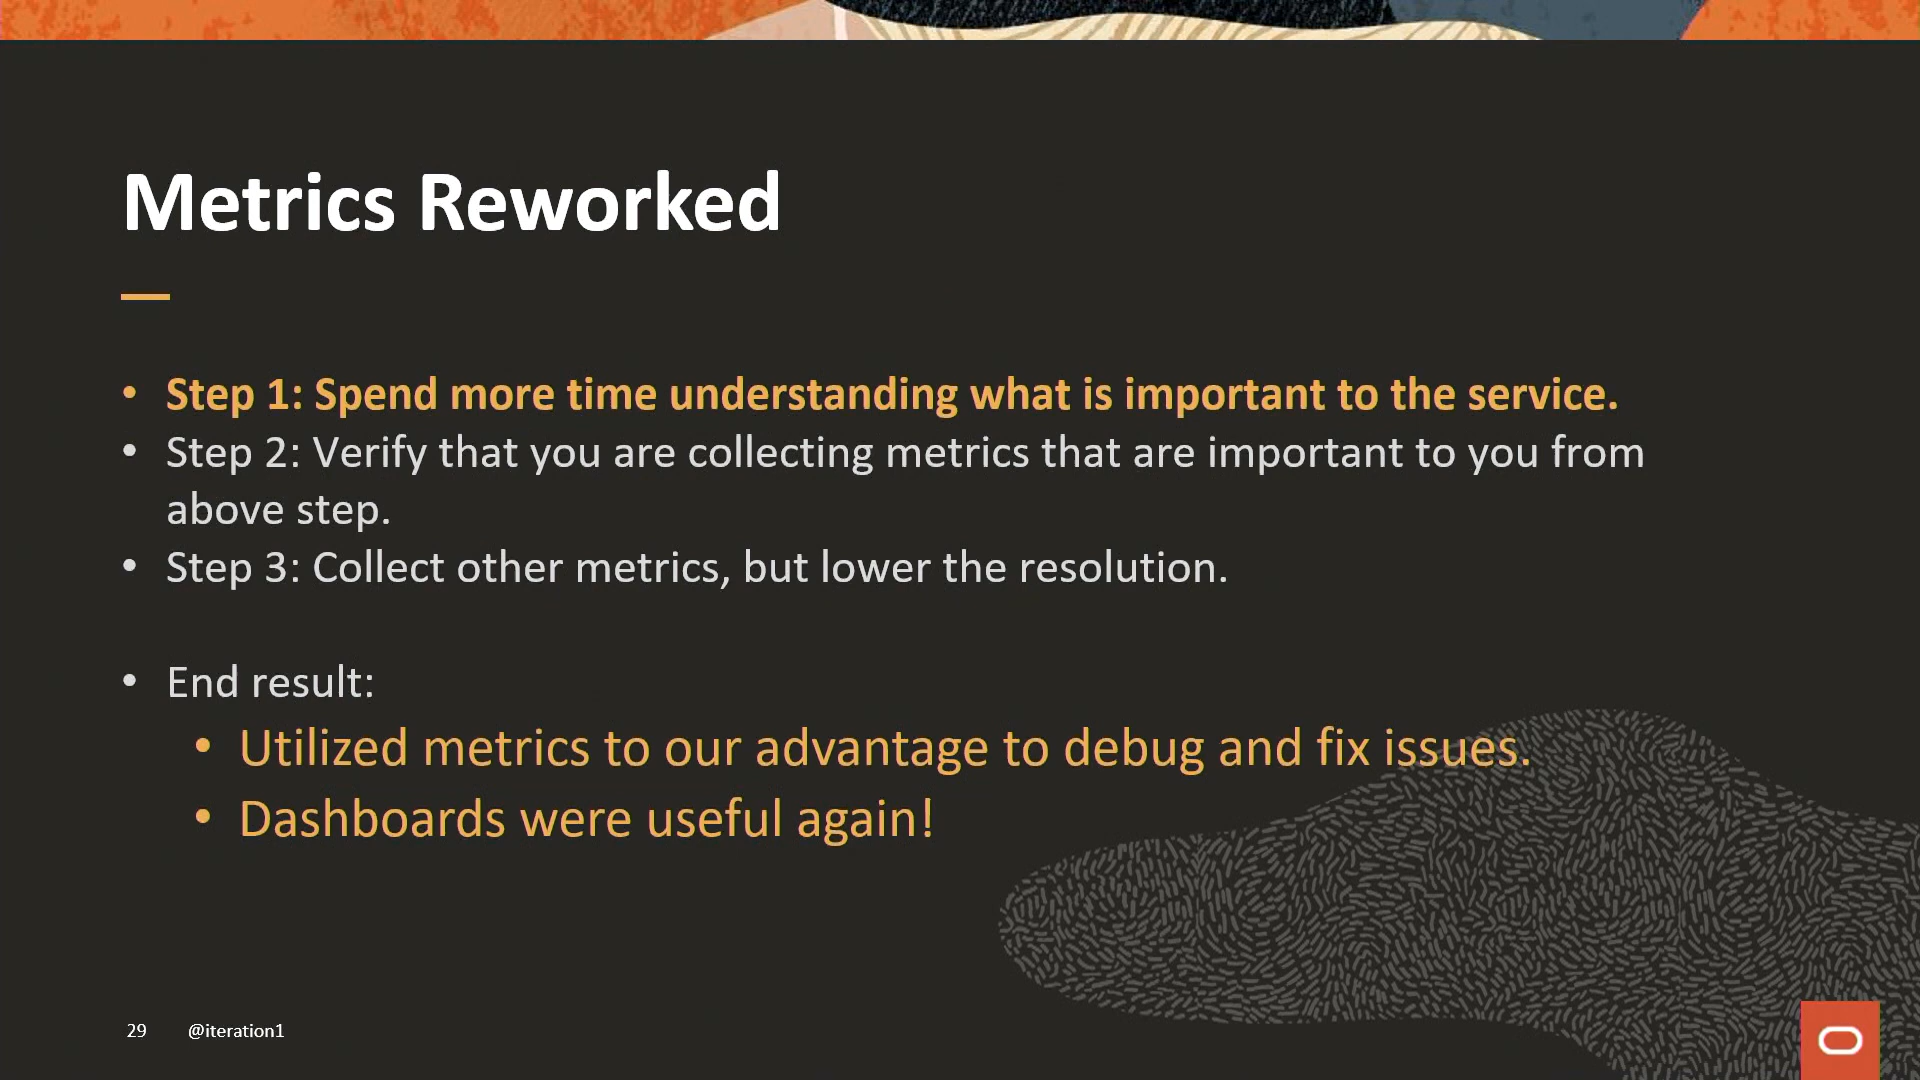 Metrics Reworked
• Step 1: Spend more time understanding what is important to the service.
• Step 2: Verify that you are collecting metrics that are important to you from
above step.
• Step 3: Collect other metrics, but lower the resolution.
• End result:
• Utilized metrics to our advantage to debug and fix issues.
• Dashboards were useful again!
29 @iteration1